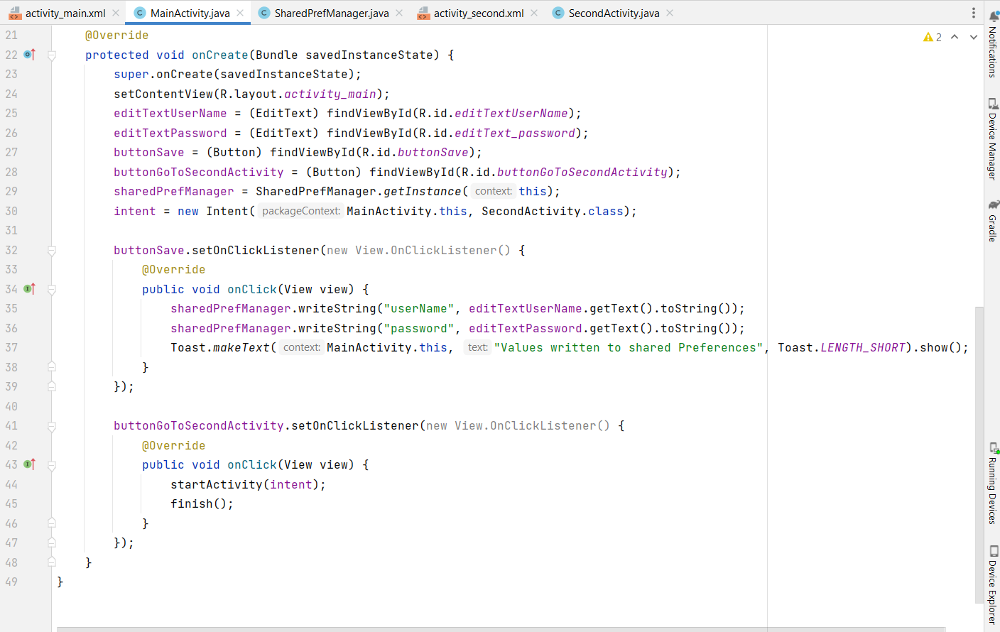 activity_main.xml MainActivity.java SharedPrefManager.java activity_second.xml SecondActivity.java
2
21 @Override
22 protected void onCreate(Bundle savedInstanceState) {
23 super.onCreate(savedInstanceState);
24 setContentView(R.layout.activity_main);
25 editTextUserName = (EditText) findViewById(R.id.editTextUserName);
26 editTextPassword = (EditText) findViewById(R.id.editText_password);
27 buttonSave = (Button) findViewById(R.id.buttonSave);
28 buttonGoToSecondActivity = (Button) findViewById(R.id.buttonGoToSecondActivity);
29 sharedPrefManager = SharedPrefManager.getInstance( context: this);
30 intent = new Intent( packageContext: MainActivity.this, SecondActivity.class);
31
32 buttonSave.setOnClickListener(new View.OnClickListener() {
33 @Override
34 public void onClick(View view) {
35 sharedPrefManager.writeString("userName", editTextUserName.getText().toString());
36 sharedPrefManager.writeString("password", editTextPassword.getText().toString());
37 Toast.makeText( context: MainActivity.this, text: "Values written to shared Preferences", Toast.LENGTH_SHORT).show();
38 }
39 });
40
41 buttonGoToSecondActivity.setOnClickListener(new View.OnClickListener() {
42 @Override
43 public void onClick(View view) {
44 startActivity(intent);
45 finish();
46 }
47 });
48 }
49 }
Notifications
Device Manager
Gradle
Running Devices
Device Explorer